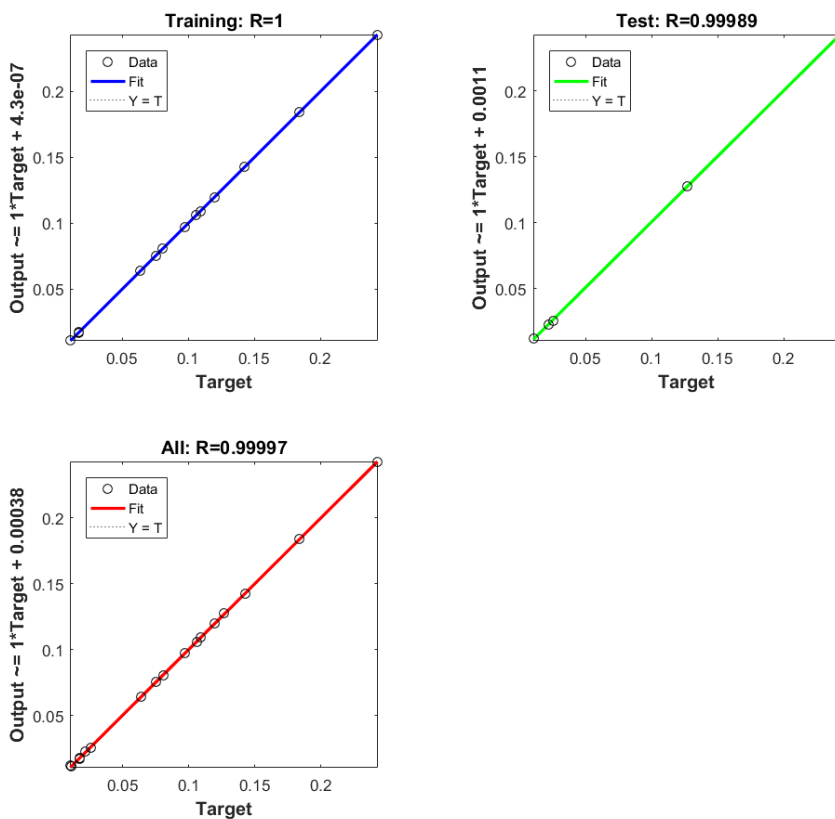 Training: R=1
Output ~= 1*Target + 4.3e-07
Data
Fit
Y = T
0.2
0.15
0.1
0.05
0.05 0.1 0.15 0.2
Target
Test: R=0.99989
Output ~= 1*Target + 0.0011
Data
Fit
Y = T
0.2
0.15
0.1
0.05
0.05 0.1 0.15 0.2
Target
All: R=0.99997
Output ~= 1*Target + 0.00038
Data
Fit
Y = T
0.2
0.15
0.1
0.05
0.05 0.1 0.15 0.2
Target